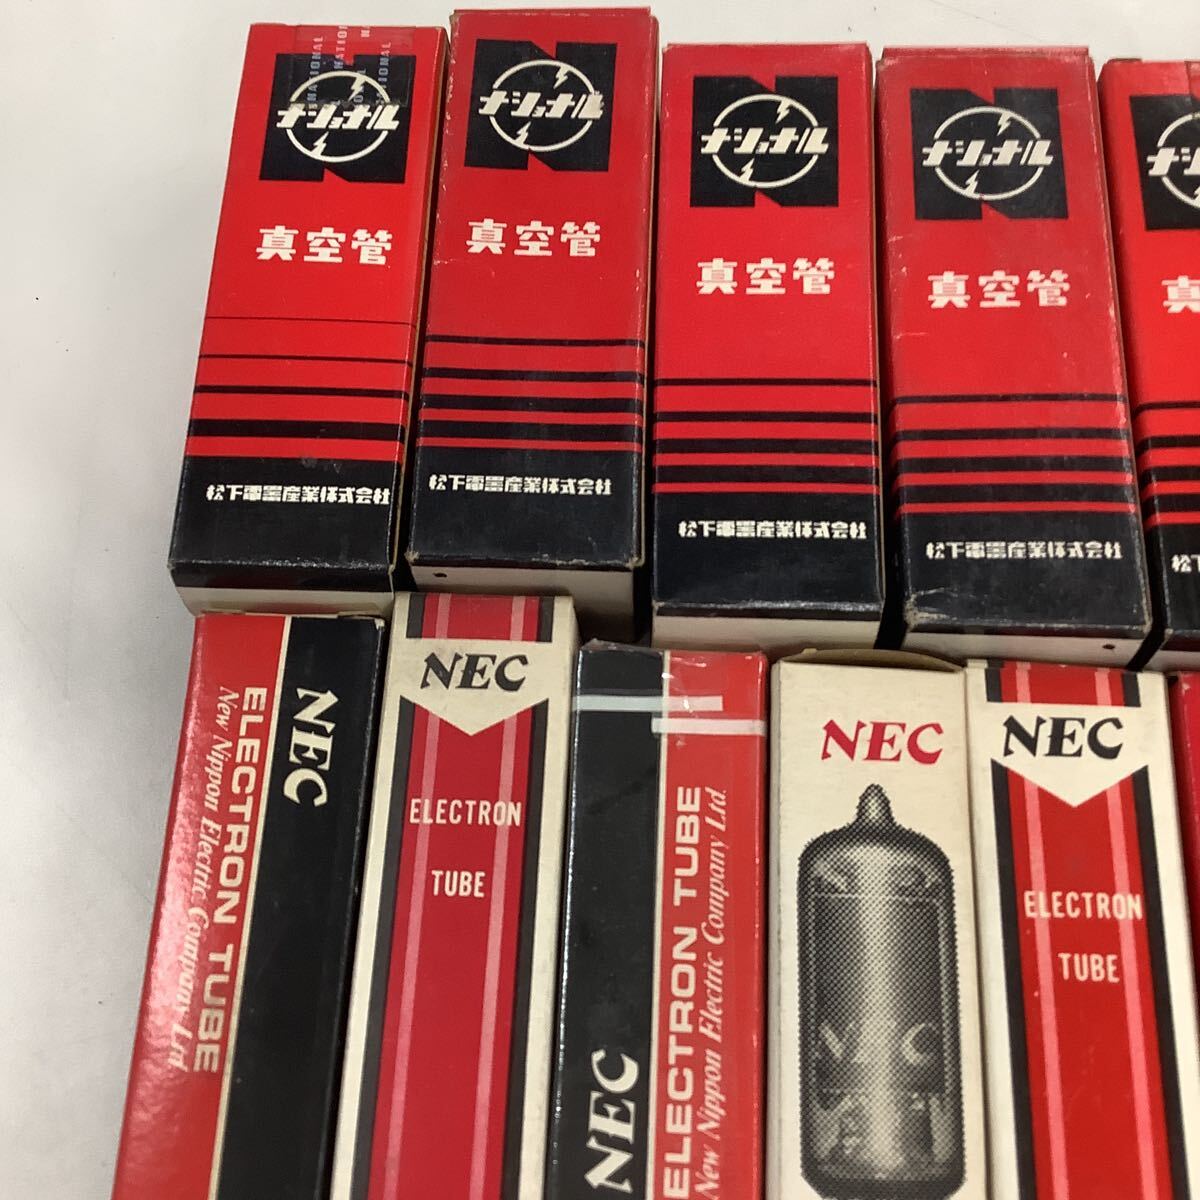 ナショナル
真空管
松下電器産業株式会社
ナショナル
真空管
松下電器産業株式会社
ナショナル
真空管
松下電器産業株式会社
ナショナル
真空管
松下電器産業株式会社
真
松下
NEC
ELECTRON TUBE
New Nippon Electric Company Ltd
NEC
ELECTRON
TUBE
NEC
ELECTRON TUBE
New Nippon Electric Company Ltd.
NEC
NEC
NEC
ELECTRON
TUBE